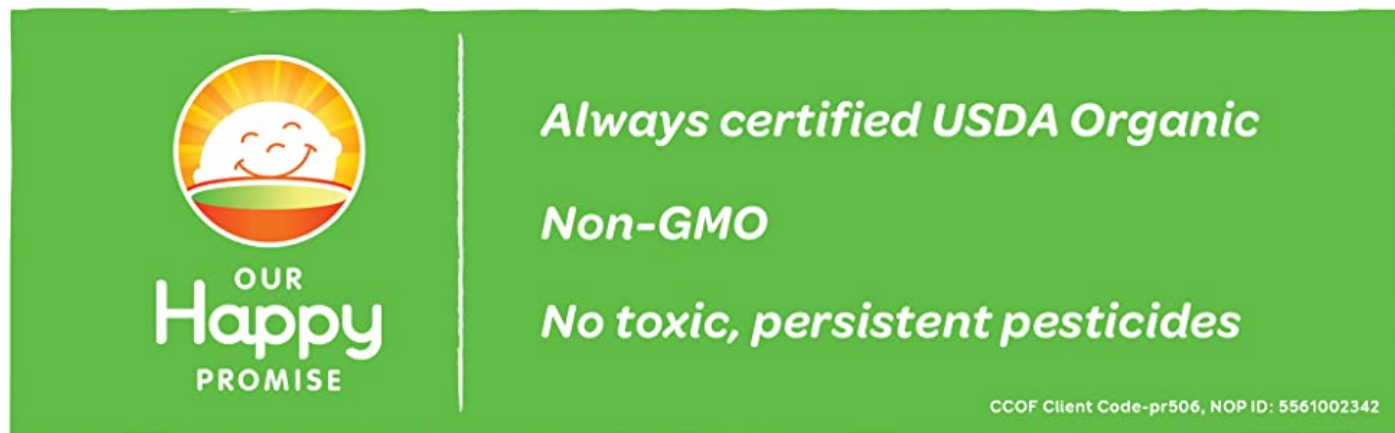 OUR
Happy
PROMISE
Always certified USDA Organic
Non-GMO
No toxic, persistent pesticides
CCOF Client Code-pr506, NOP ID: 5561002342